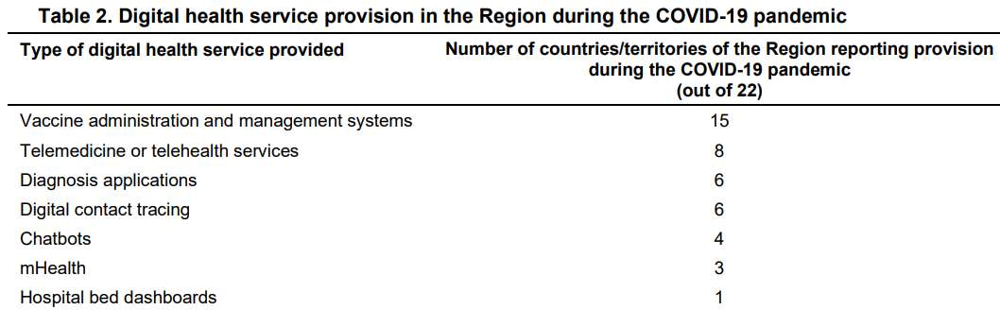 Table 2. Digital health service provision in the Region during the COVID-19 pandemic
Type of digital health service provided Number of countries/territories of the Region reporting provision
during the COVID-19 pandemic
(out of 22)
Vaccine administration and management systems 15
Telemedicine or telehealth services 8
Diagnosis applications 6
Digital contact tracing 6
Chatbots 4
mHealth 3
Hospital bed dashboards 1